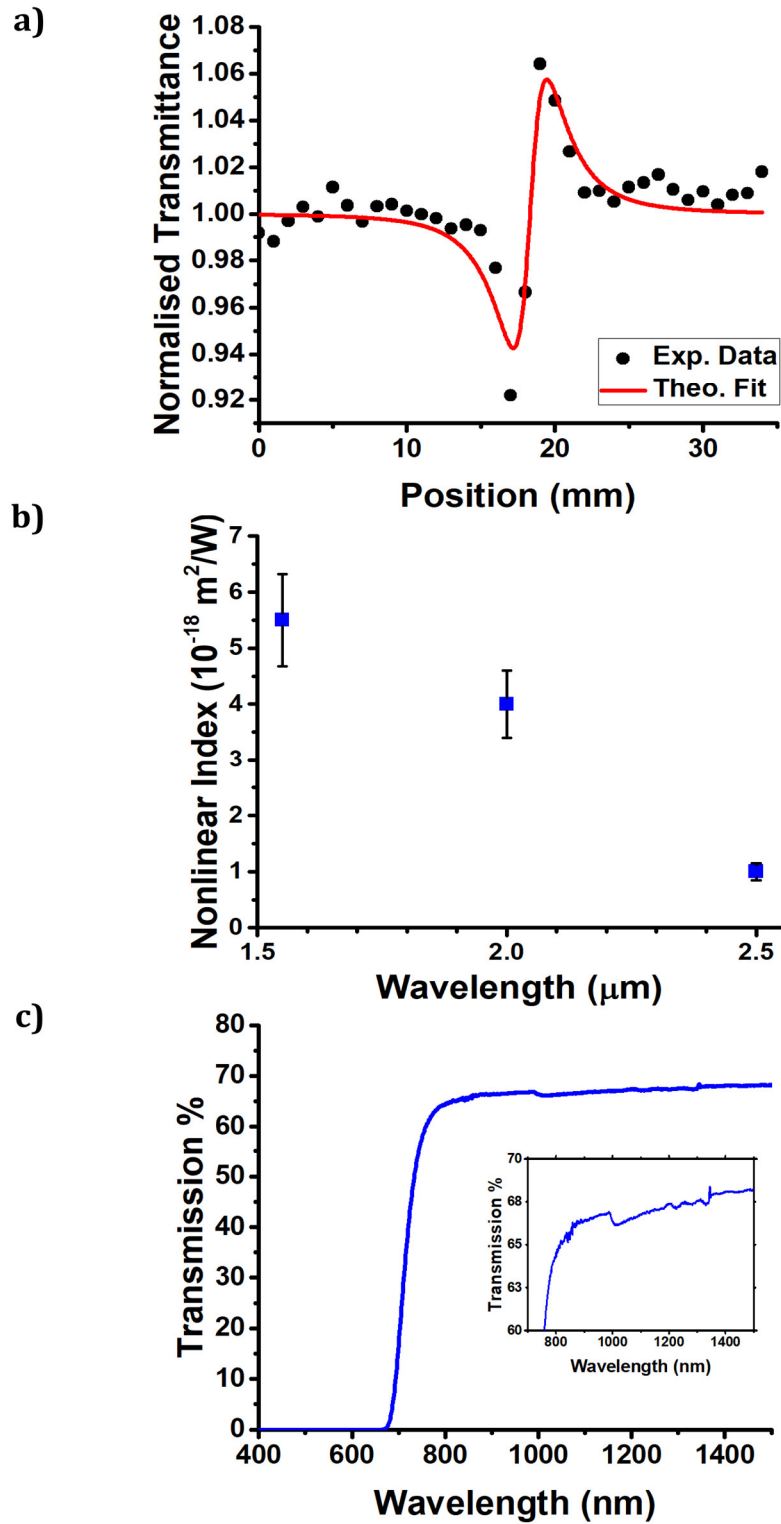 a)
Normalised Transmittance
1.08
1.06
1.04
1.02
1.00
0.98
0.96
0.94
0.92
Exp. Data
Theo. Fit
0 10 20 30
Position (mm)
b)
Nonlinear Index (10-18 m2/W)
7
6
5
4
3
2
1
0
1.5 2.0 2.5
Wavelength (μm)
c)
Transmission %
80
70
60
50
40
30
20
10
0
Transmission %
70
68
65
63
60
800 1000 1200 1400
Wavelength (nm)
400 600 800 1000 1200 1400
Wavelength (nm)